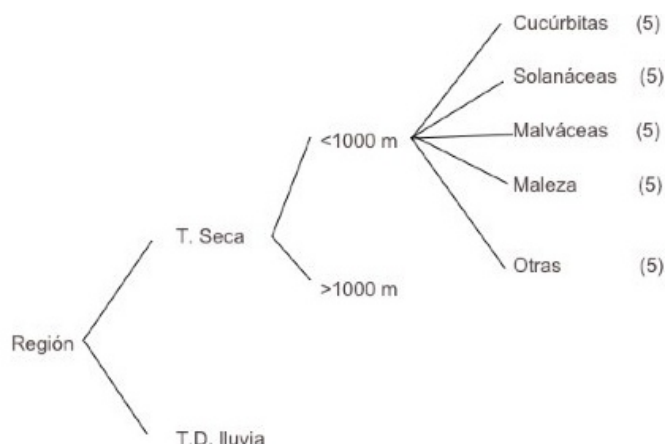 Cucúrbitas (5)
Solanáceas (5)
Malváceas (5)
<1000 m
Maleza (5)
T. Seca
Otras (5)
>1000 m
Región
T.D. lluvia